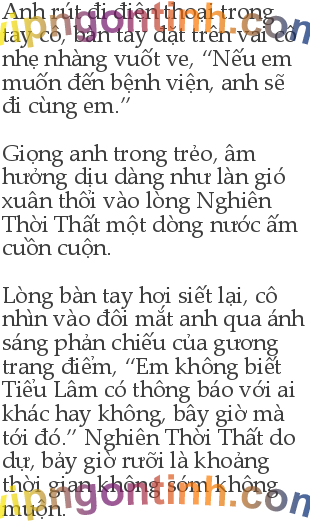 Anh rút đi điện thoại trong
tay cô, bàn tay đặt trên vai cô
nhẹ nhàng vuốt ve, “Nếu em
muốn đến bệnh viện, anh sẽ
đi cùng em.”
Giọng anh trong trẻo, âm
hưởng dịu dàng như làn gió
xuân thổi vào lòng Nghiên
Thời Thất một dòng nước ấm
cuồn cuộn.
Lòng bàn tay hơi siết lại, cô
nhìn vào đôi mắt anh qua ánh
sáng phản chiếu của gương
trang điểm, “Em không biết
Tiểu Lâm có thông báo với ai
khác hay không, bây giờ mà
tới đó.” Nghiên Thời Thất do
dự, bảy giờ rưỡi là khoảng
thời gian không sớm không
muộn.
vipngontinh.com
vipngontinh.com